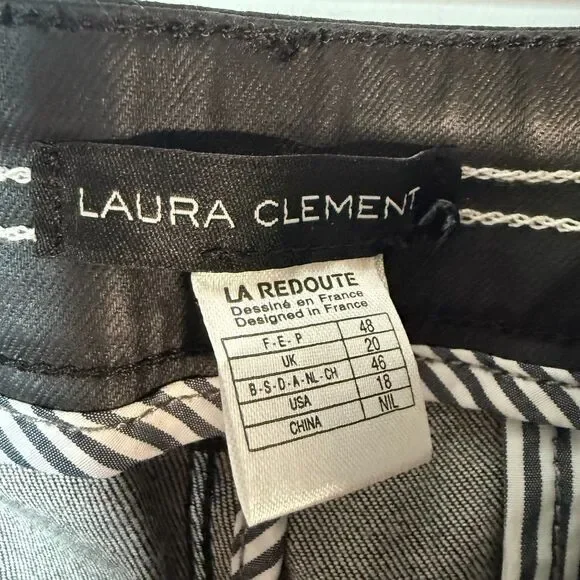 LAURA CLEMENT
LA REDOUTE
Dessiné en France
Designed in France
F-E-P 48
UK 20
B-S-D-A-NL-CH 46
USA 18
CHINA NIL